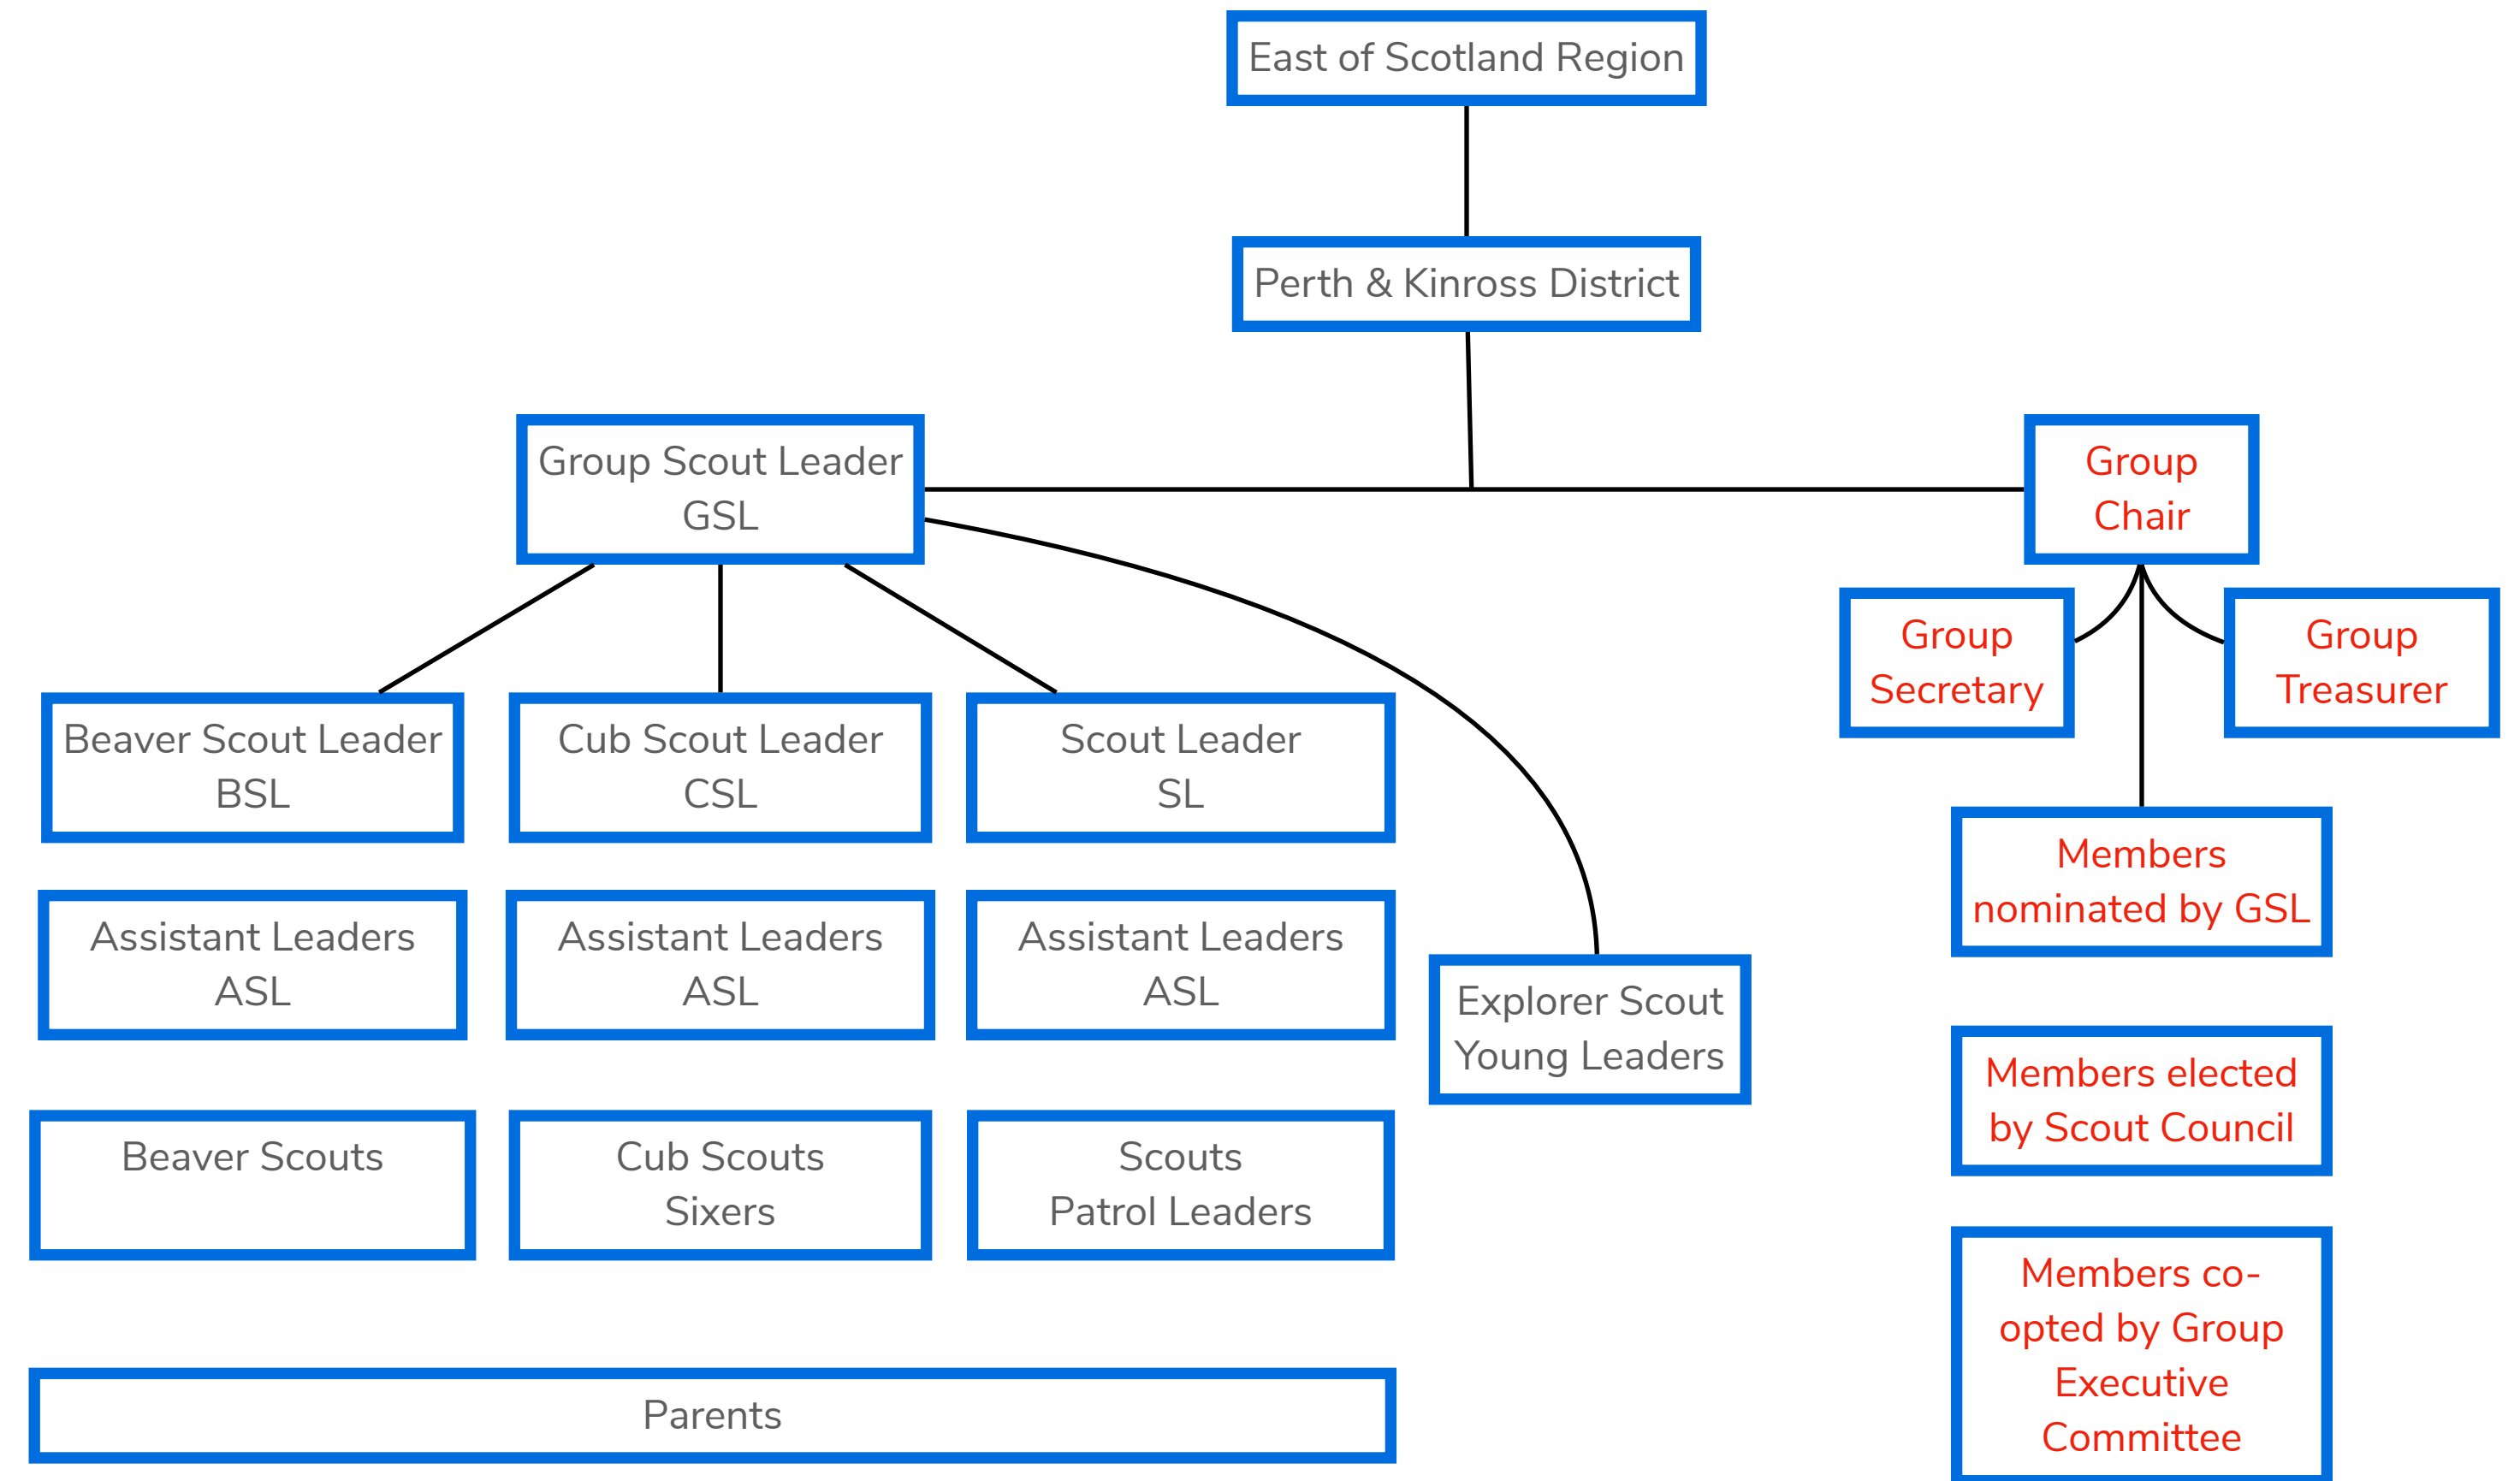 East of Scotland Region
Perth & Kinross District
Group Scout Leader
GSL
Group
Chair
Group
Secretary
Group
Treasurer
Beaver Scout Leader
BSL
Cub Scout Leader
CSL
Scout Leader
SL
Members
nominated by GSL
Assistant Leaders
ASL
Assistant Leaders
ASL
Assistant Leaders
ASL
Explorer Scout
Young Leaders
Members elected
by Scout Council
Beaver Scouts
Cub Scouts
Sixers
Scouts
Patrol Leaders
Members co-
opted by Group
Executive
Committee
Parents